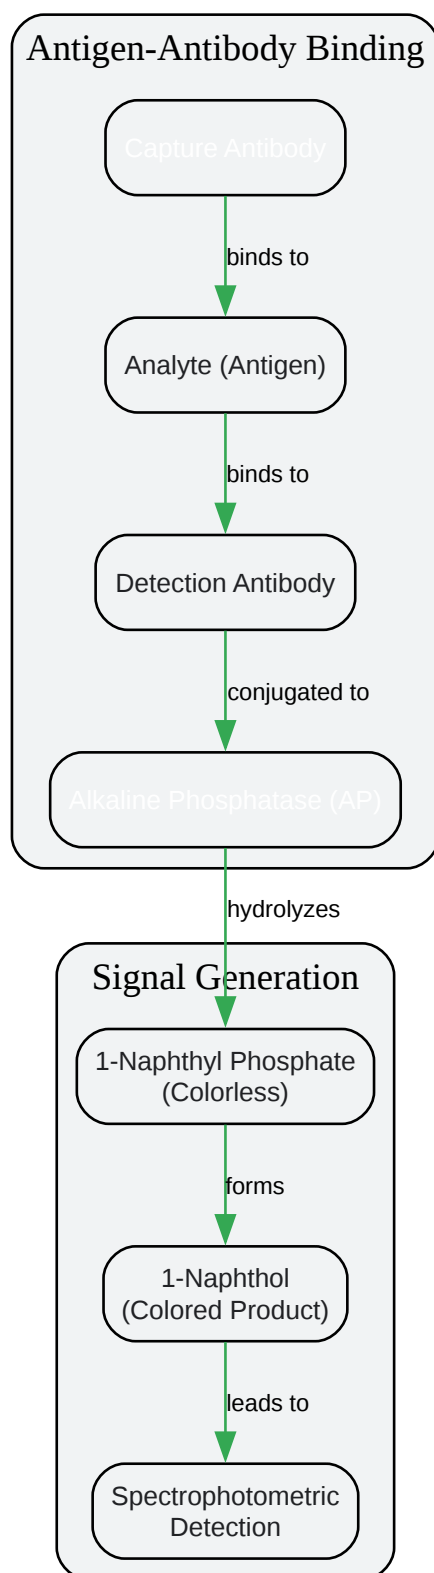 Antigen-Antibody Binding
Capture Antibody
binds to
Analyte (Antigen)
binds to
Detection Antibody
conjugated to
Alkaline Phosphatase (AP)
hydrolyzes
Signal Generation
1-Naphthyl Phosphate
(Colorless)
forms
1-Naphthol
(Colored Product)
leads to
Spectrophotometric
Detection